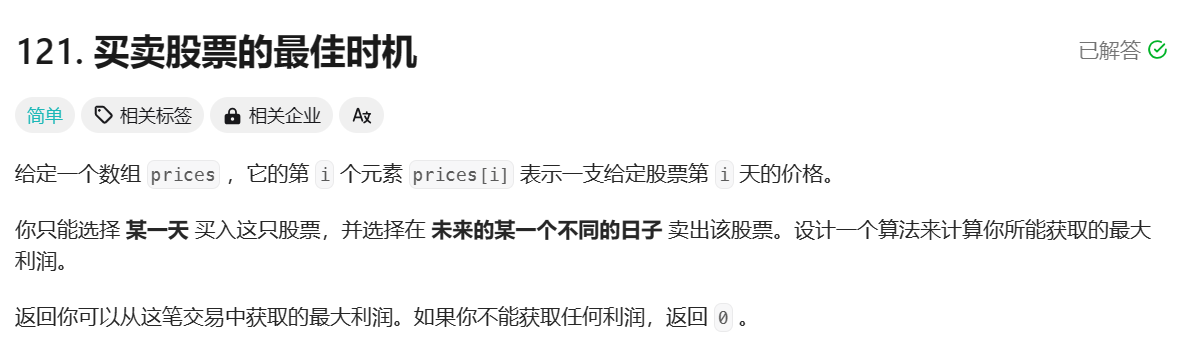 121. 买卖股票的最佳时机
已解答
简单 相关标签 相关企业 A文
给定一个数组 prices ，它的第 i 个元素 prices[i] 表示一支给定股票第 i 天的价格。
你只能选择 某一天 买入这只股票，并选择在 未来的某一个不同的日子 卖出该股票。设计一个算法来计算你所能获取的最大
利润。
返回你可以从这笔交易中获取的最大利润。如果你不能获取任何利润，返回 0 。